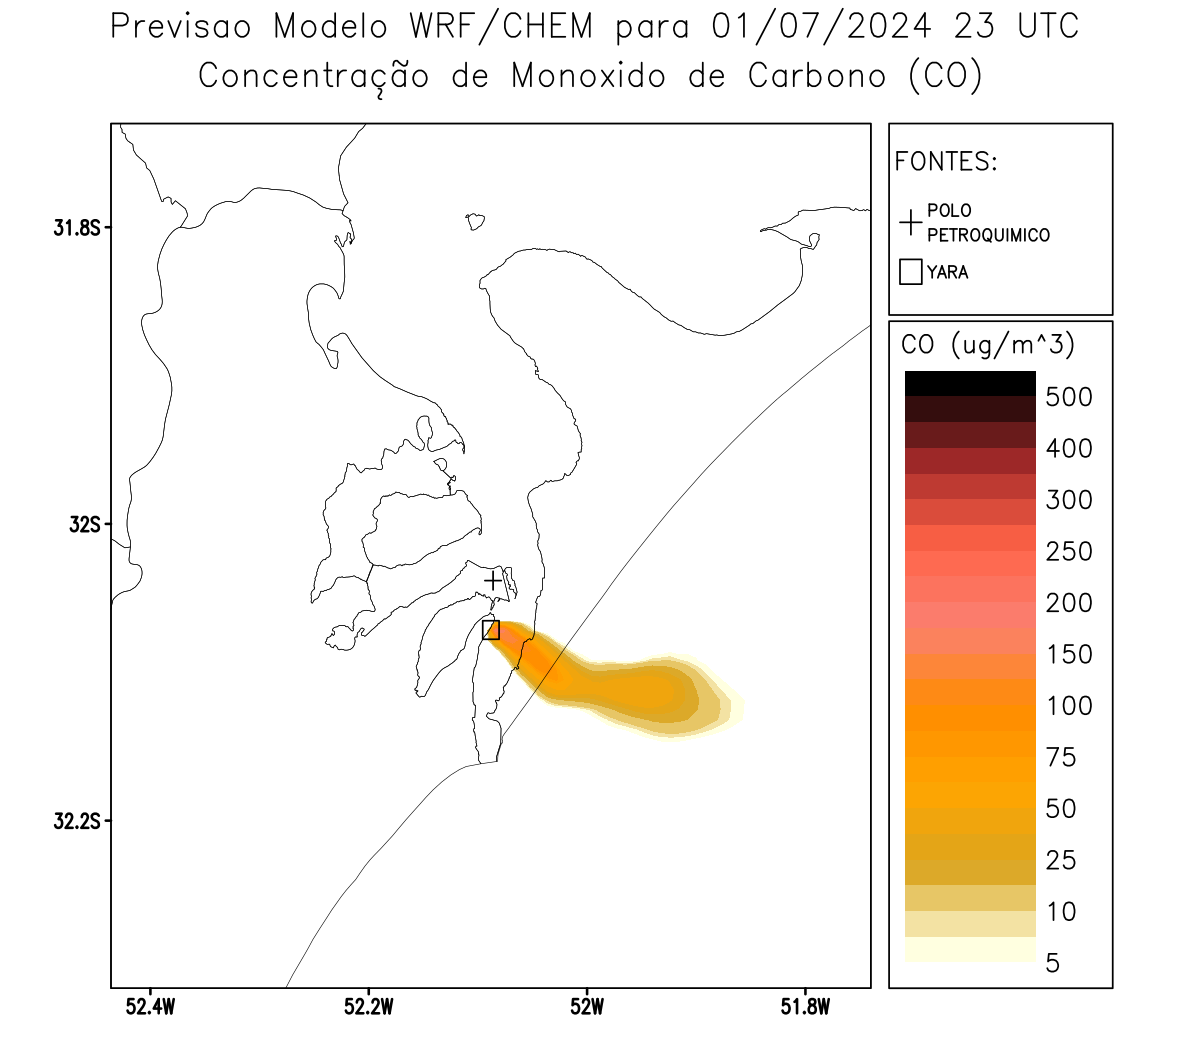 Previsao Modelo WRF/CHEM para 01/07/2024 23 UTC
Concentração de Monoxido de Carbono (CO)
FONTES:
POLO
PETROQUIMICO
YARA
CO (ug/m^3)
500
400
300
250
200
150
100
75
50
25
10
5
31.8S
32S
32.2S
52.4W
52.2W
52W
51.8W